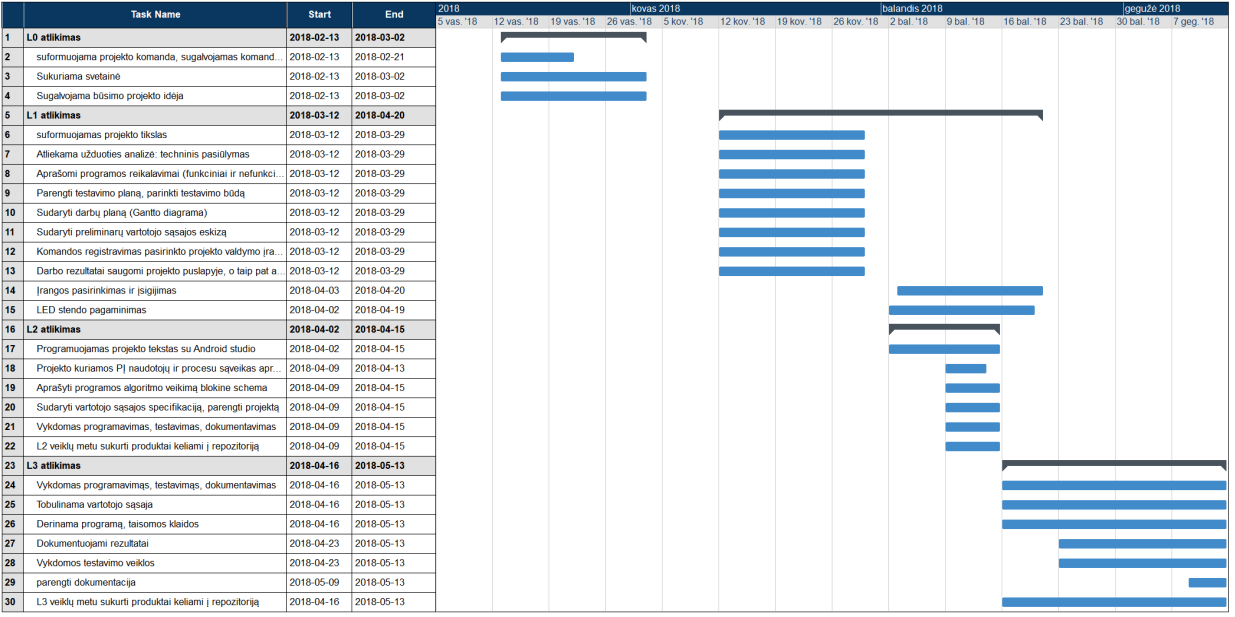 Task Name Start End 2018 kovas 2018 balandis 2018 gegužė 2018
5 vas. '18 12 vas. '18 19 vas. '18 26 vas. '18 5 kov. '18 12 kov. '18 19 kov. '18 26 kov. '18 2 bal. '18 9 bal. '18 16 bal. '18 23 bal. '18 30 bal. '18 7 geg. '18
1 L0 atlikimas 2018-02-13 2018-03-02
2 suformuojama projekto komanda, sugalvojamas komand... 2018-02-13 2018-02-21
3 Sukuriama svetainė 2018-02-13 2018-03-02
4 Sugalvojama būsimo projekto idėja 2018-02-13 2018-03-02
5 L1 atlikimas 2018-03-12 2018-04-20
6 suformuojamas projekto tikslas 2018-03-12 2018-03-29
7 Atliekama užduoties analizė: techninis pasiūlymas 2018-03-12 2018-03-29
8 Aprašomi programos reikalavimai (funkciniai ir nefunkci... 2018-03-12 2018-03-29
9 Parengti testavimo planą, parinkti testavimo būdą 2018-03-12 2018-03-29
10 Sudaryti darbų planą (Gantto diagrama) 2018-03-12 2018-03-29
11 Sudaryti preliminarų vartotojo sąsajos eskizą 2018-03-12 2018-03-29
12 Komandos registravimas pasirinkto projekto valdymo įra... 2018-03-12 2018-03-29
13 Darbo rezultatai saugomi projekto puslapyje, o taip pat a... 2018-03-12 2018-03-29
14 Įrangos pasirinkimas ir įsigijimas 2018-04-03 2018-04-20
15 LED stendo pagaminimas 2018-04-02 2018-04-19
16 L2 atlikimas 2018-04-02 2018-04-15
17 Programuojamas projekto tekstas su Android studio 2018-04-02 2018-04-15
18 Projekto kuriamos PĮ naudotojų ir procesu sąveikas apr... 2018-04-09 2018-04-13
19 Aprašyti programos algoritmo veikimą blokine schema 2018-04-09 2018-04-15
20 Sudaryti vartotojo sąsajos specifikaciją, parengti projektą 2018-04-09 2018-04-15
21 Vykdomas programavimas, testavimas, dokumentavimas 2018-04-09 2018-04-15
22 L2 veiklų metu sukurti produktai keliami į repozitoriją 2018-04-09 2018-04-15
23 L3 atlikimas 2018-04-16 2018-05-13
24 Vykdomas programavimąs, testavimąs, dokumentavimas 2018-04-16 2018-05-13
25 Tobulinama vartotojo sąsaja 2018-04-16 2018-05-13
26 Derinama programą, taisomos klaidos 2018-04-16 2018-05-13
27 Dokumentuojami rezultatai 2018-04-23 2018-05-13
28 Vykdomos testavimo veiklos 2018-04-23 2018-05-13
29 parengti dokumentacija 2018-05-09 2018-05-13
30 L3 veiklų metu sukurti produktai keliami į repozitoriją 2018-04-16 2018-05-13